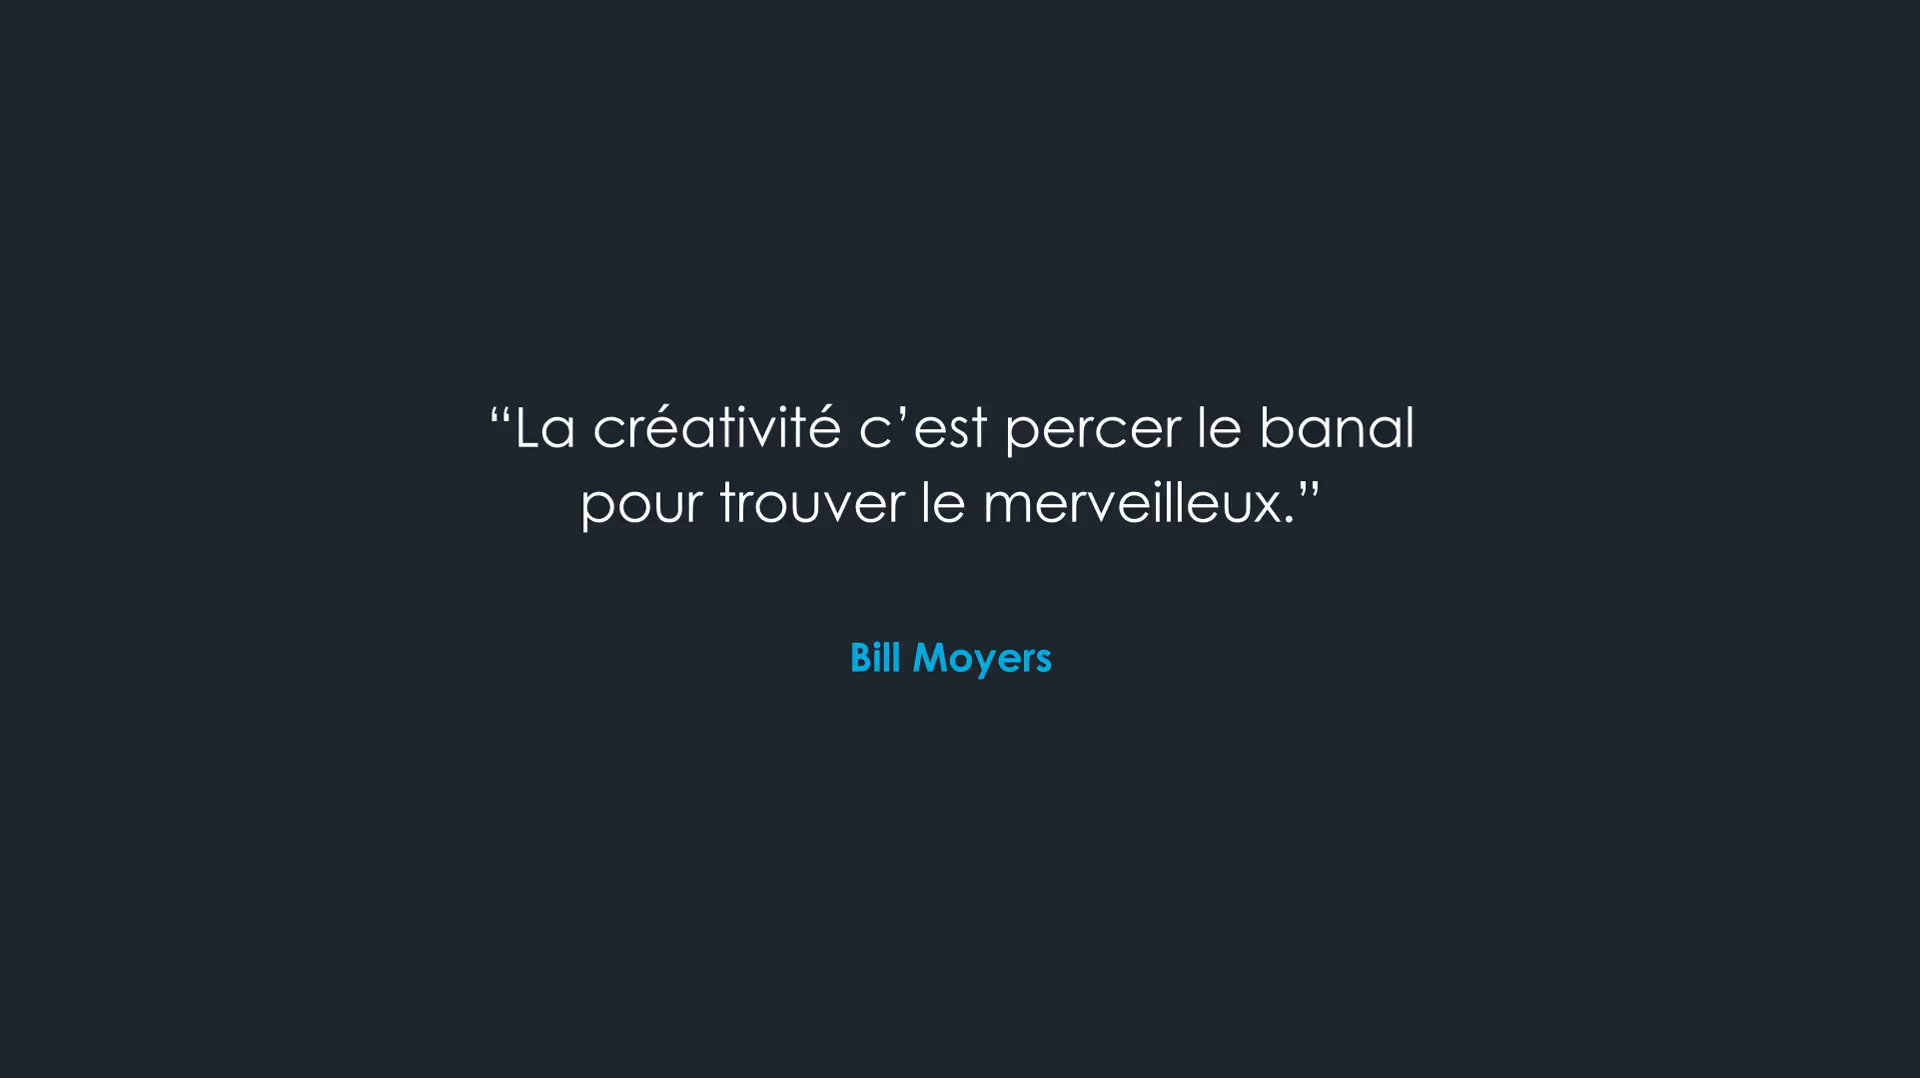 “La créativité c’est percer le banal
pour trouver le merveilleux.”
Bill Moyers